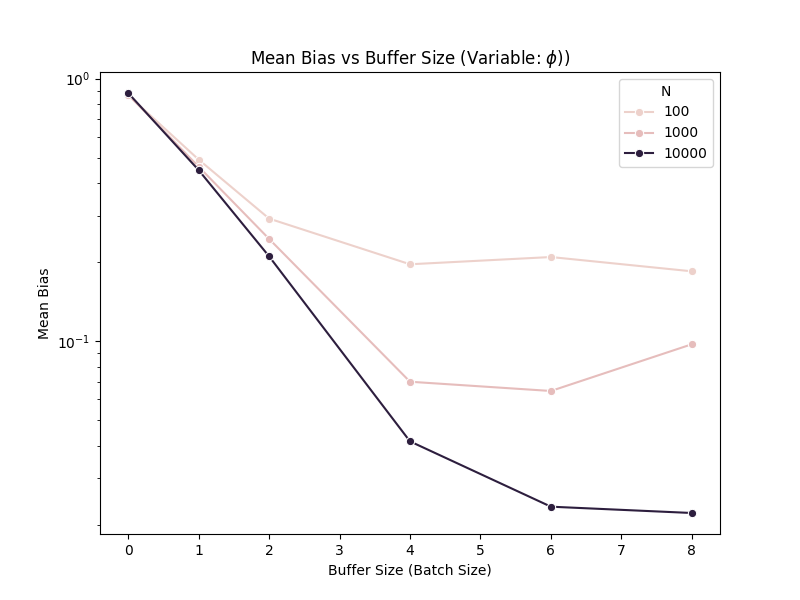 Mean Bias vs Buffer Size (Variable: ϕ))
10⁰
10⁻¹
Mean Bias
N
100
1000
10000
0 1 2 3 4 5 6 7 8
Buffer Size (Batch Size)